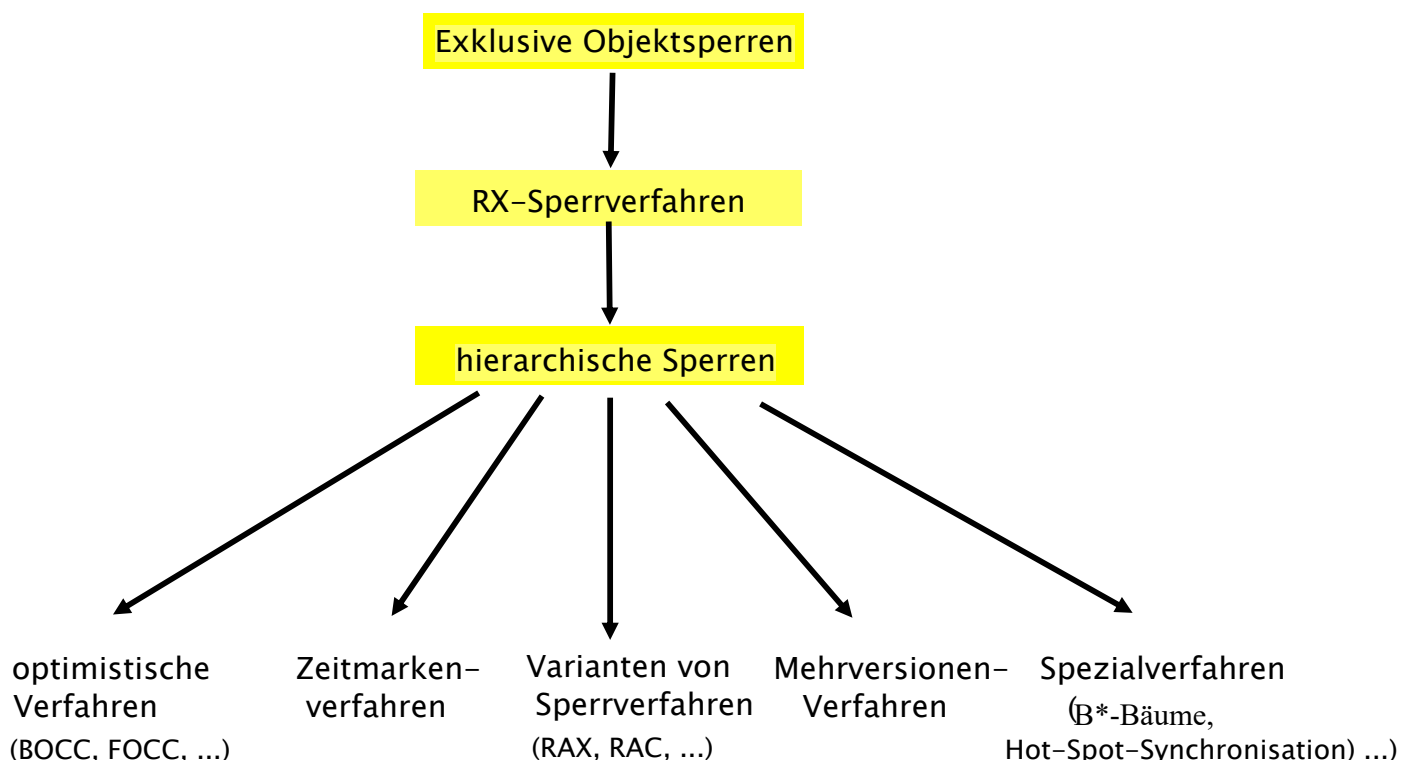 Exklusive Objektsperren
RX-Sperrverfahren
hierarchische Sperren
optimistische
Verfahren
(BOCC, FOCC, ...)
Zeitmarken-
verfahren
Varianten von
Sperrverfahren
(RAX, RAC, ...)
Mehrversionen-
Verfahren
Spezialverfahren
(B*-Bäume,
Hot-Spot-Synchronisation) ...)